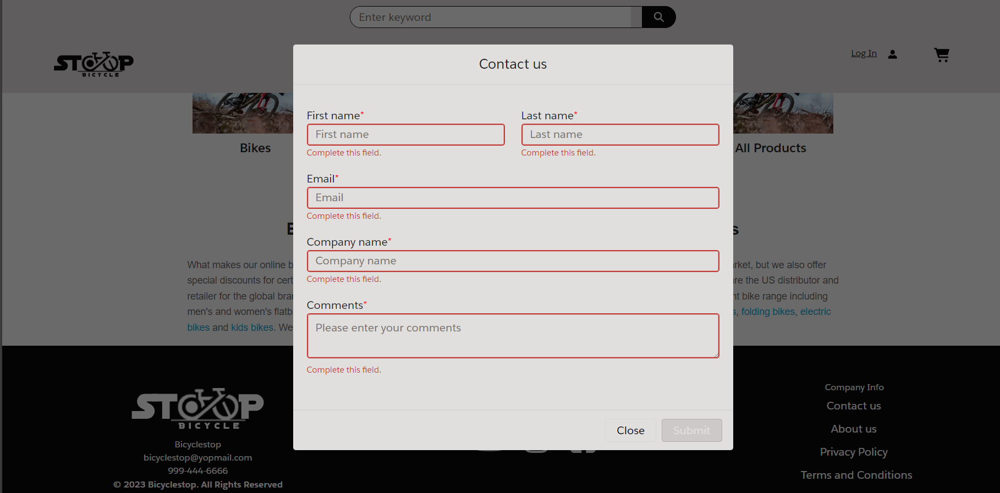 Enter keyword
STOP
BICYCLE
Log In
Contact us
First name*
First name
Complete this field.
Last name*
Last name
Complete this field.
Email*
Email
Complete this field.
Company name*
Company name
Complete this field.
Comments*
Please enter your comments
Complete this field.
Close
Submit
Bikes
All Products
What makes our online
rket, but we also offer
special discounts for
re the US distributor and
retailer for the global
bike range including
men's and women's
folding bikes, electric
bikes and kids bikes. We
STOP
BICYCLE
Bicyclestop
bicyclestop@yopmail.com
999-444-6666
© 2023 Bicyclestop. All Rights Reserved
Company Info
Contact us
About us
Privacy Policy
Terms and Conditions